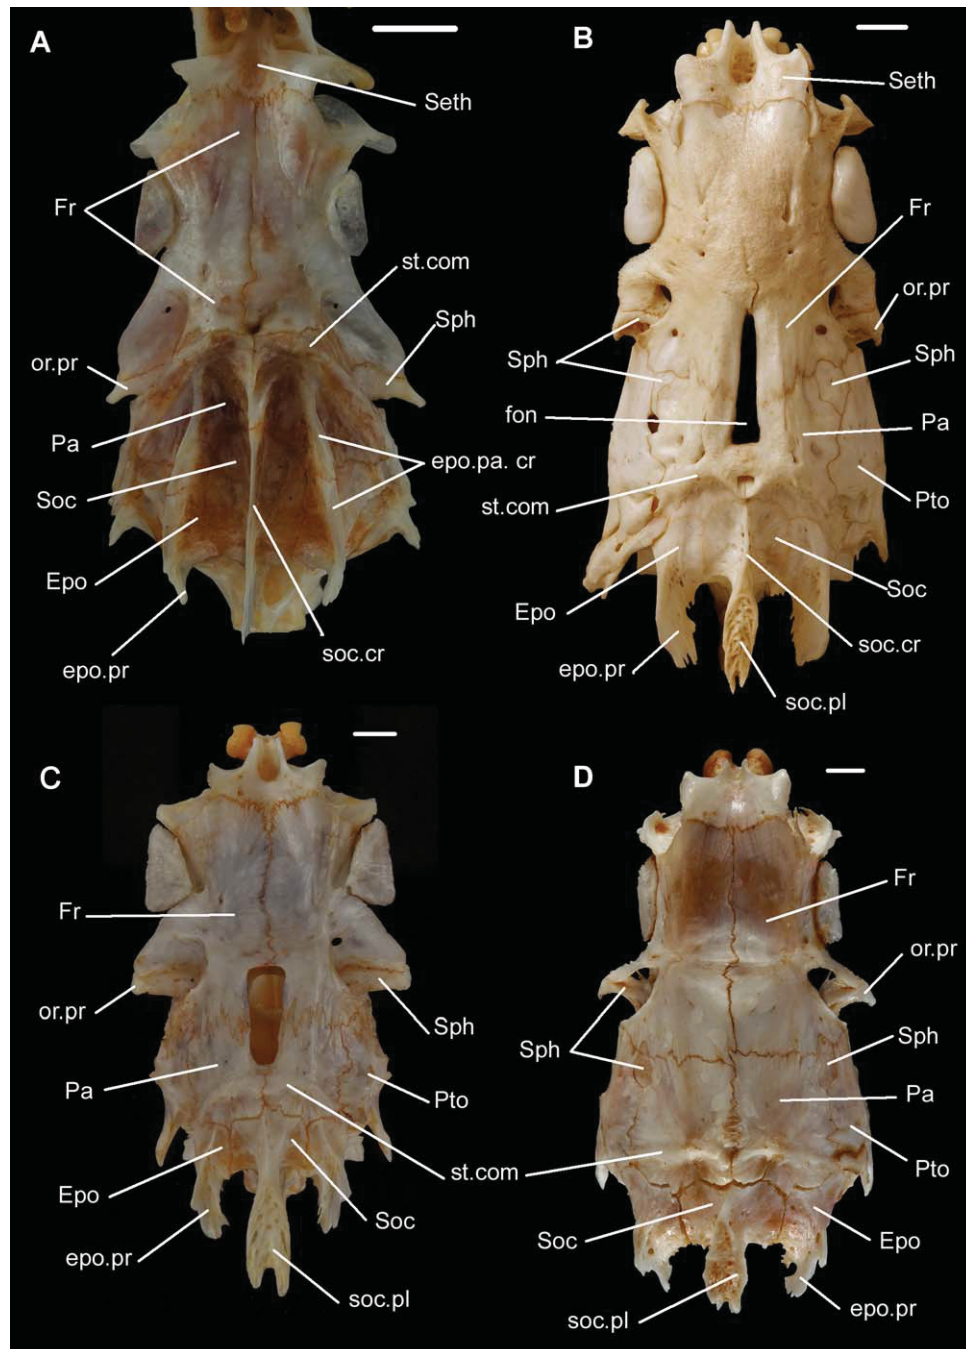 A
Seth
Fr
st.com
Sph
or.pr
Pa
epo.pa. cr
Soc
Epo
soc.cr
epo.pr
B
Seth
Fr
or.pr
Sph
Sph
fon
Pa
st.com
Pto
Soc
Epo
soc.cr
epo.pr
soc.pl
C
Fr
or.pr
Sph
Pa
Pto
st.com
Epo
Soc
epo.pr
soc.pl
D
Fr
or.pr
Sph
Sph
Pa
Pto
Soc
Epo
soc.pl
epo.pr